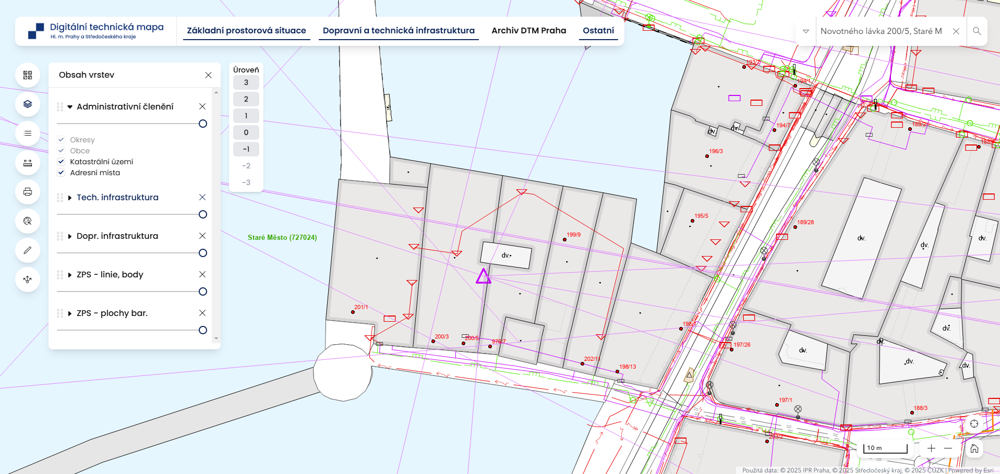 Digitální technická mapa
Hl. m. Prahy a Středočeského kraje
Základní prostorová situace
Dopravní a technická infrastruktura
Archiv DTM Praha
Ostatní
Novotného lávka 200/5, Staré M
Obsah vrstev
Administrativní členění
Okresy
Obce
Katastrální území
Adresní místa
Tech. infrastruktura
Dopr. infrastruktura
ZPS - linie, body
ZPS - plochy bar.
Úroveň
3
2
1
0
-1
-2
-3
Staré Město (727024)
193/2
194/1
194/7
dv.
dv.
196/3
195/5
189/28
dv.
dv.
dv.
199/9
dv.
201/1
200/3
200/5
976/7
202/11
198/13
198/1
197/26
dv.
dv.
dv.
dv.
dv.
197/1
188/3
203/2
10 m
Použitá data: © 2025 IPR Praha, © 2025 Středočeský kraj, © 2025 ČÚZK | Powered by Esri